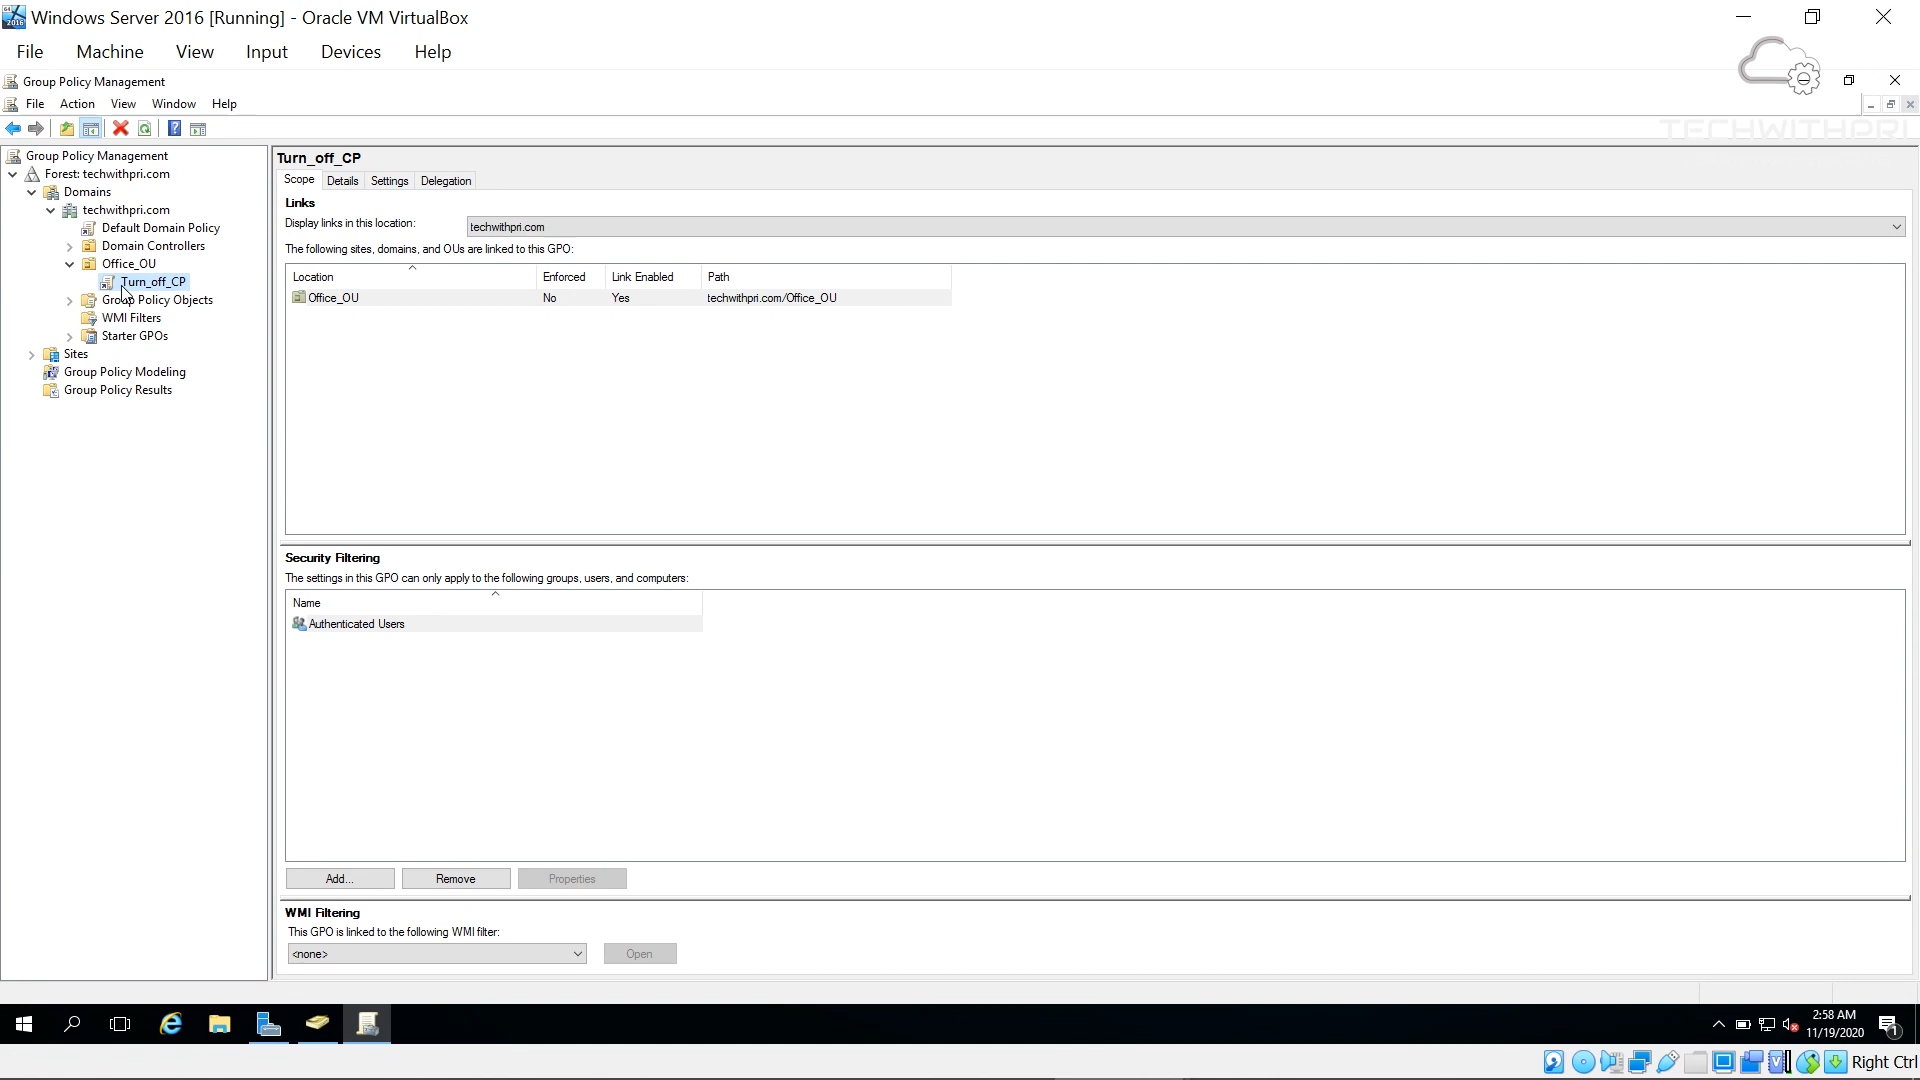 Windows Server 2016 [Running] - Oracle VM VirtualBox
File Machine View Input Devices Help
Group Policy Management
File Action View Window Help
TECHWITHPRI
Group Policy Management
Forest: techwithpri.com
Domains
techwithpri.com
Default Domain Policy
Domain Controllers
Office_OU
Turn_off_CP
Group Policy Objects
WMI Filters
Starter GPOs
Sites
Group Policy Modeling
Group Policy Results
Turn_off_CP
Scope Details Settings Delegation
Links
Display links in this location: techwithpri.com
The following sites, domains, and OUs are linked to this GPO:
Location Enforced Link Enabled Path
Office_OU No Yes techwithpri.com/Office_OU
Security Filtering
The settings in this GPO can only apply to the following groups, users, and computers:
Name
Authenticated Users
Add... Remove Properties
WMI Filtering
This GPO is linked to the following WMI filter:
<none> Open
2:58 AM
11/19/2020
1
Right Ctrl